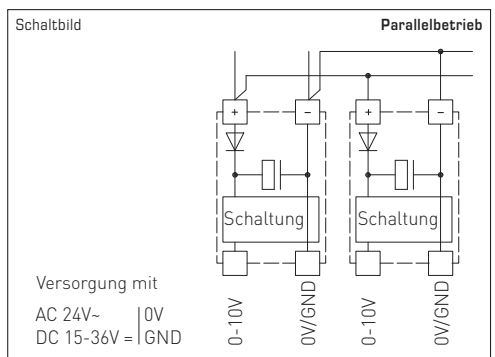 Schaltbild
Parallelbetrieb
+ − + −
Schaltung Schaltung
Versorgung mit
AC 24V~ | 0V
DC 15-36V = | GND
0-10V
0V/GND
0-10V
0V/GND